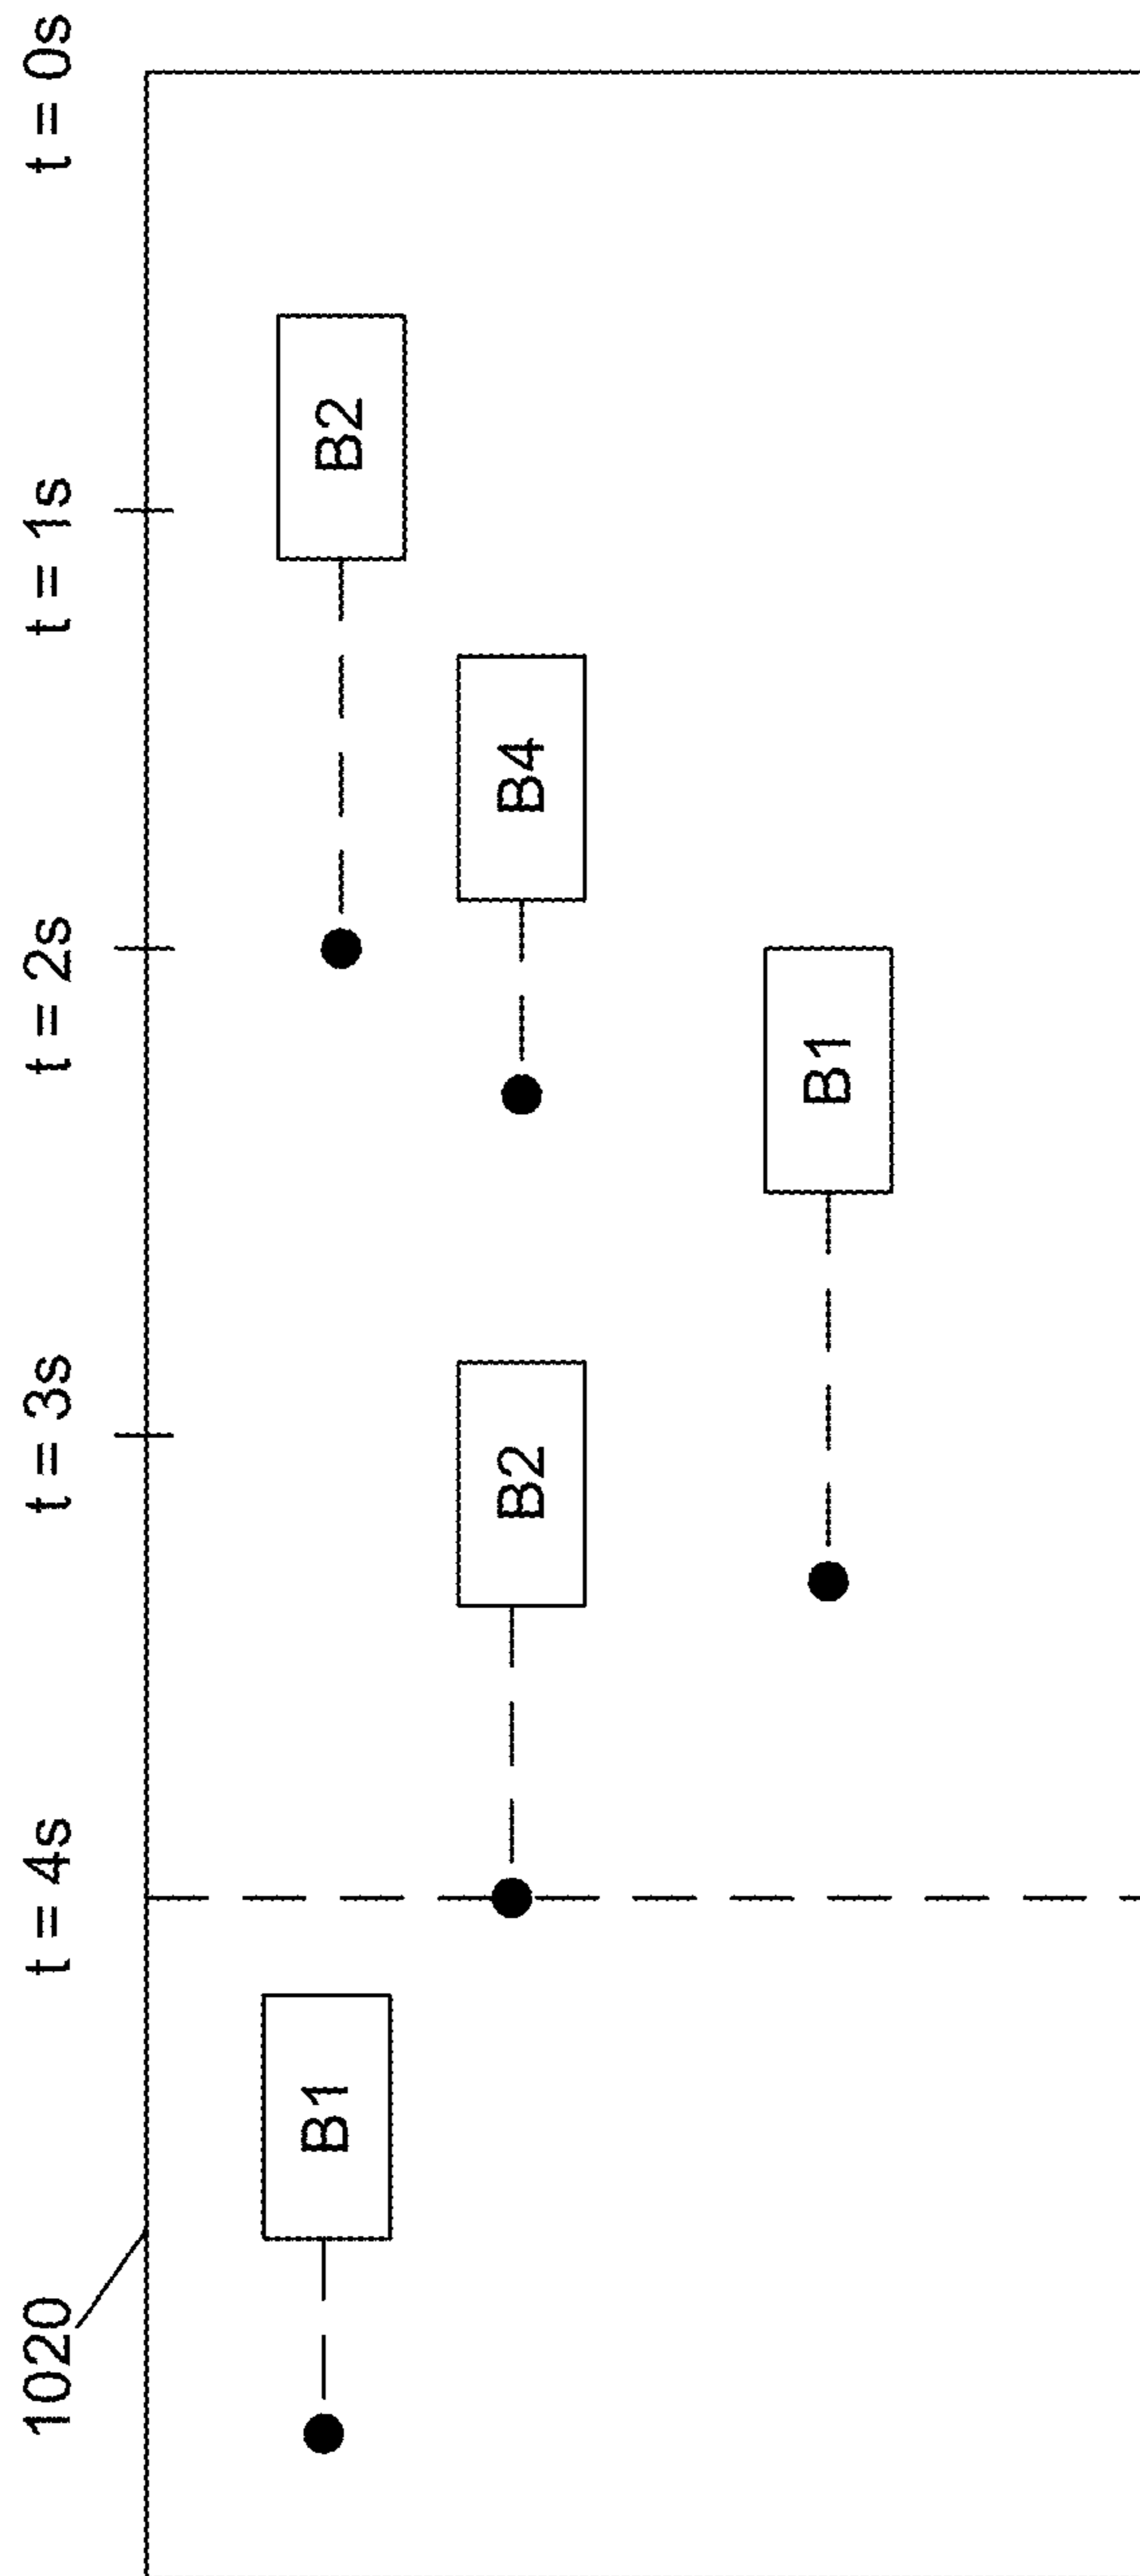 1020
t = 4s
t = 3s
t = 2s
t = 1s
t = 0s
B1
B2
B2
B4
B1